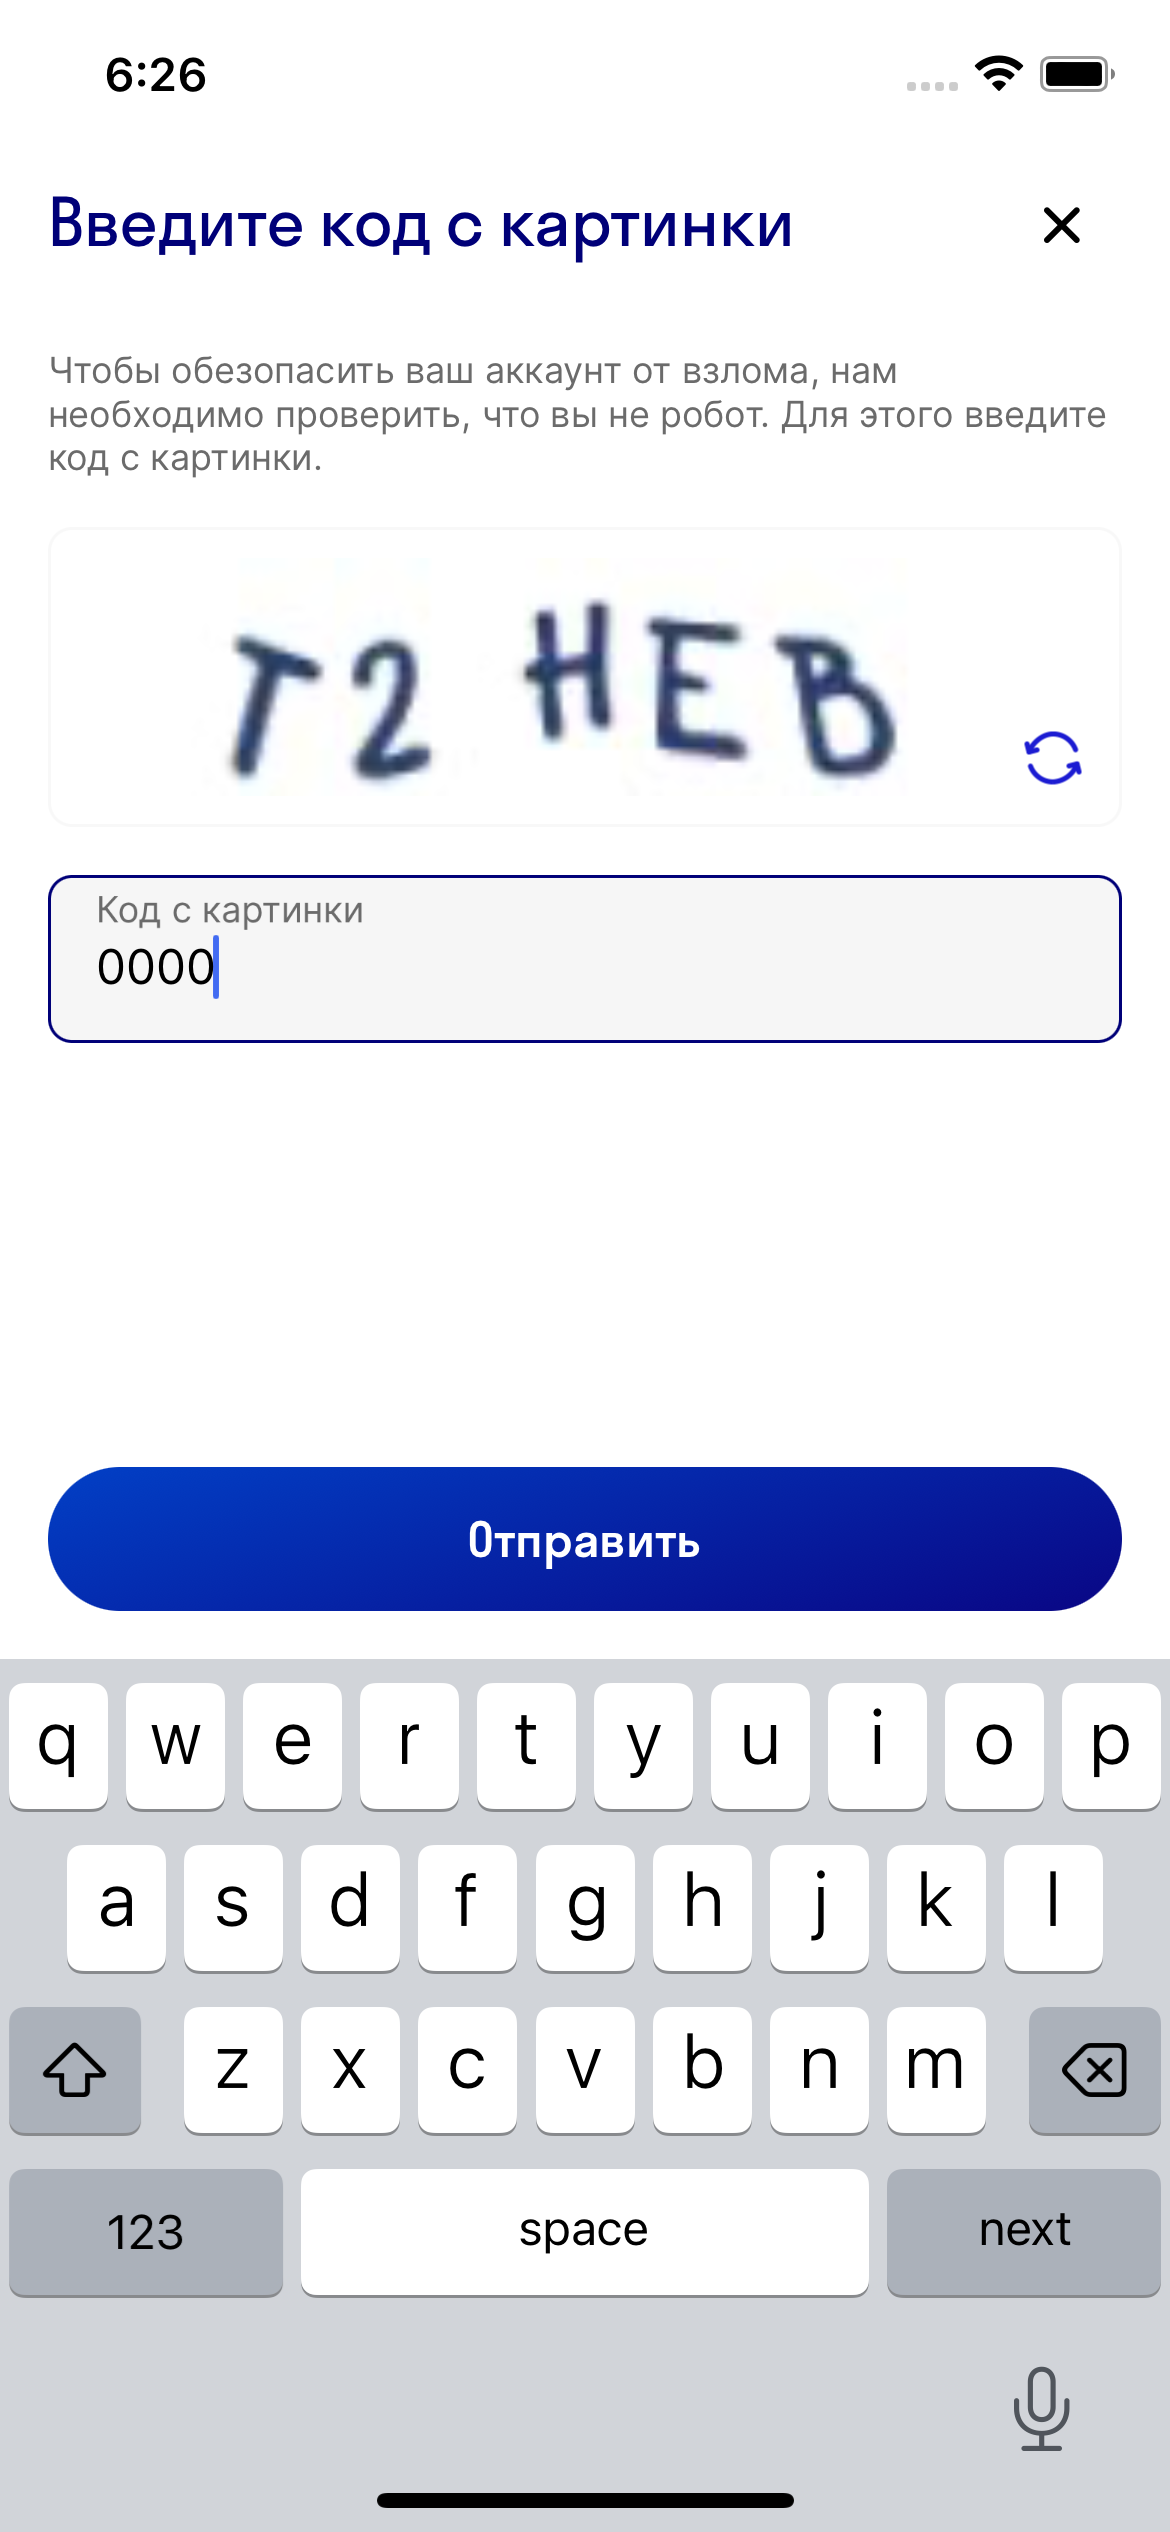 6:26
Введите код с картинки
Чтобы обезопасить ваш аккаунт от взлома, нам
необходимо проверить, что вы не робот. Для этого введите
код с картинки.
T2 HEB
Код с картинки
0000
Отправить
q w e r t y u i o p
a s d f g h j k l
z x c v b n m
123 space next